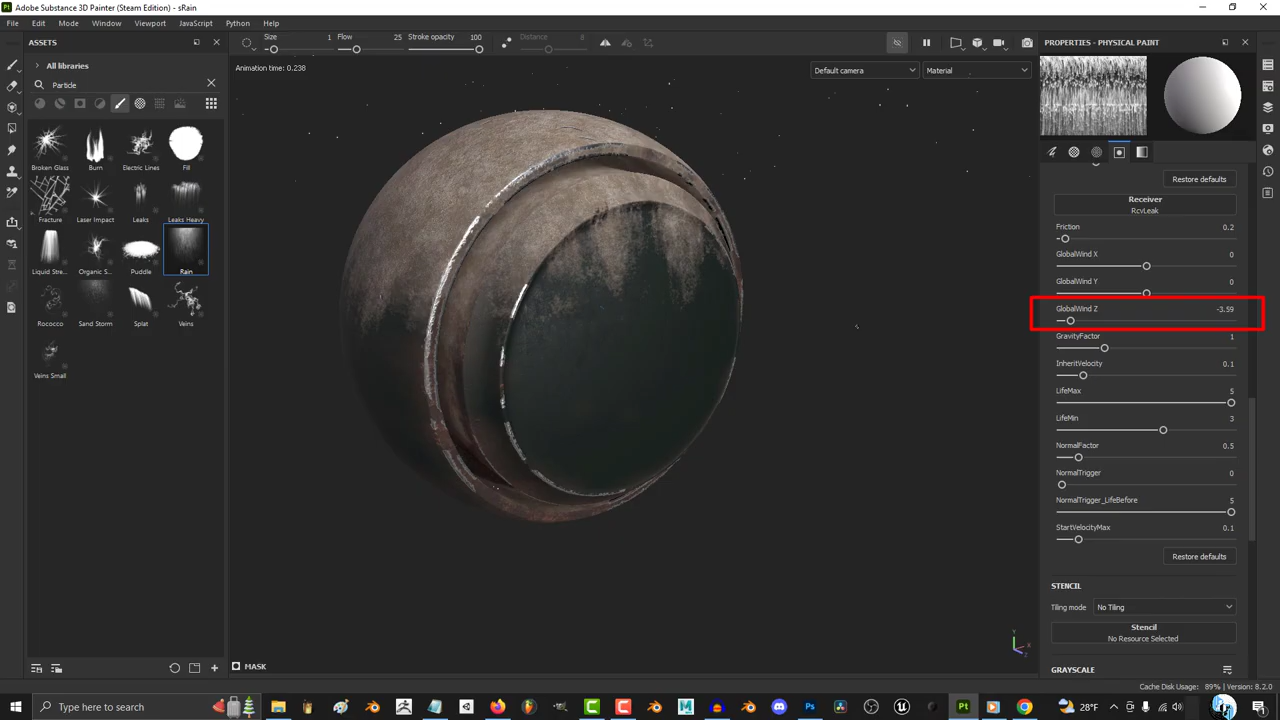 Adobe Substance 3D Painter (Steam Edition) - sRain
File Edit Mode Window Viewport JavaScript Python Help
ASSETS
Size 1 Flow 25 Stroke opacity 100 Distance 8
PROPERTIES - PHYSICAL PAINT
All libraries
Animation time: 0.238
Default camera
Material
Particle
Broken Glass Burn Electric Lines Fill
Fracture Laser Impact Leaks Leaks Heavy
Liquid Stre... Organic S... Puddle Rain
Rococco Sand Storm Splat Veins
Veins Small
Restore defaults
Receiver
RcvLeak
Friction 0.2
GlobalWind X 0
GlobalWind Y 0
GlobalWind Z -3.59
GravityFactor 1
InheritVelocity 0.1
LifeMax 5
LifeMin 3
NormalFactor 0.5
NormalTrigger 0
NormalTrigger_LifeBefore 5
StartVelocityMax 0.1
Restore defaults
STENCIL
Tiling mode No Tiling
Stencil
No Resource Selected
GRAYSCALE
Y
X
Z
MASK
Cache Disk Usage: 89% | Version: 8.2.0
Type here to search
28°F